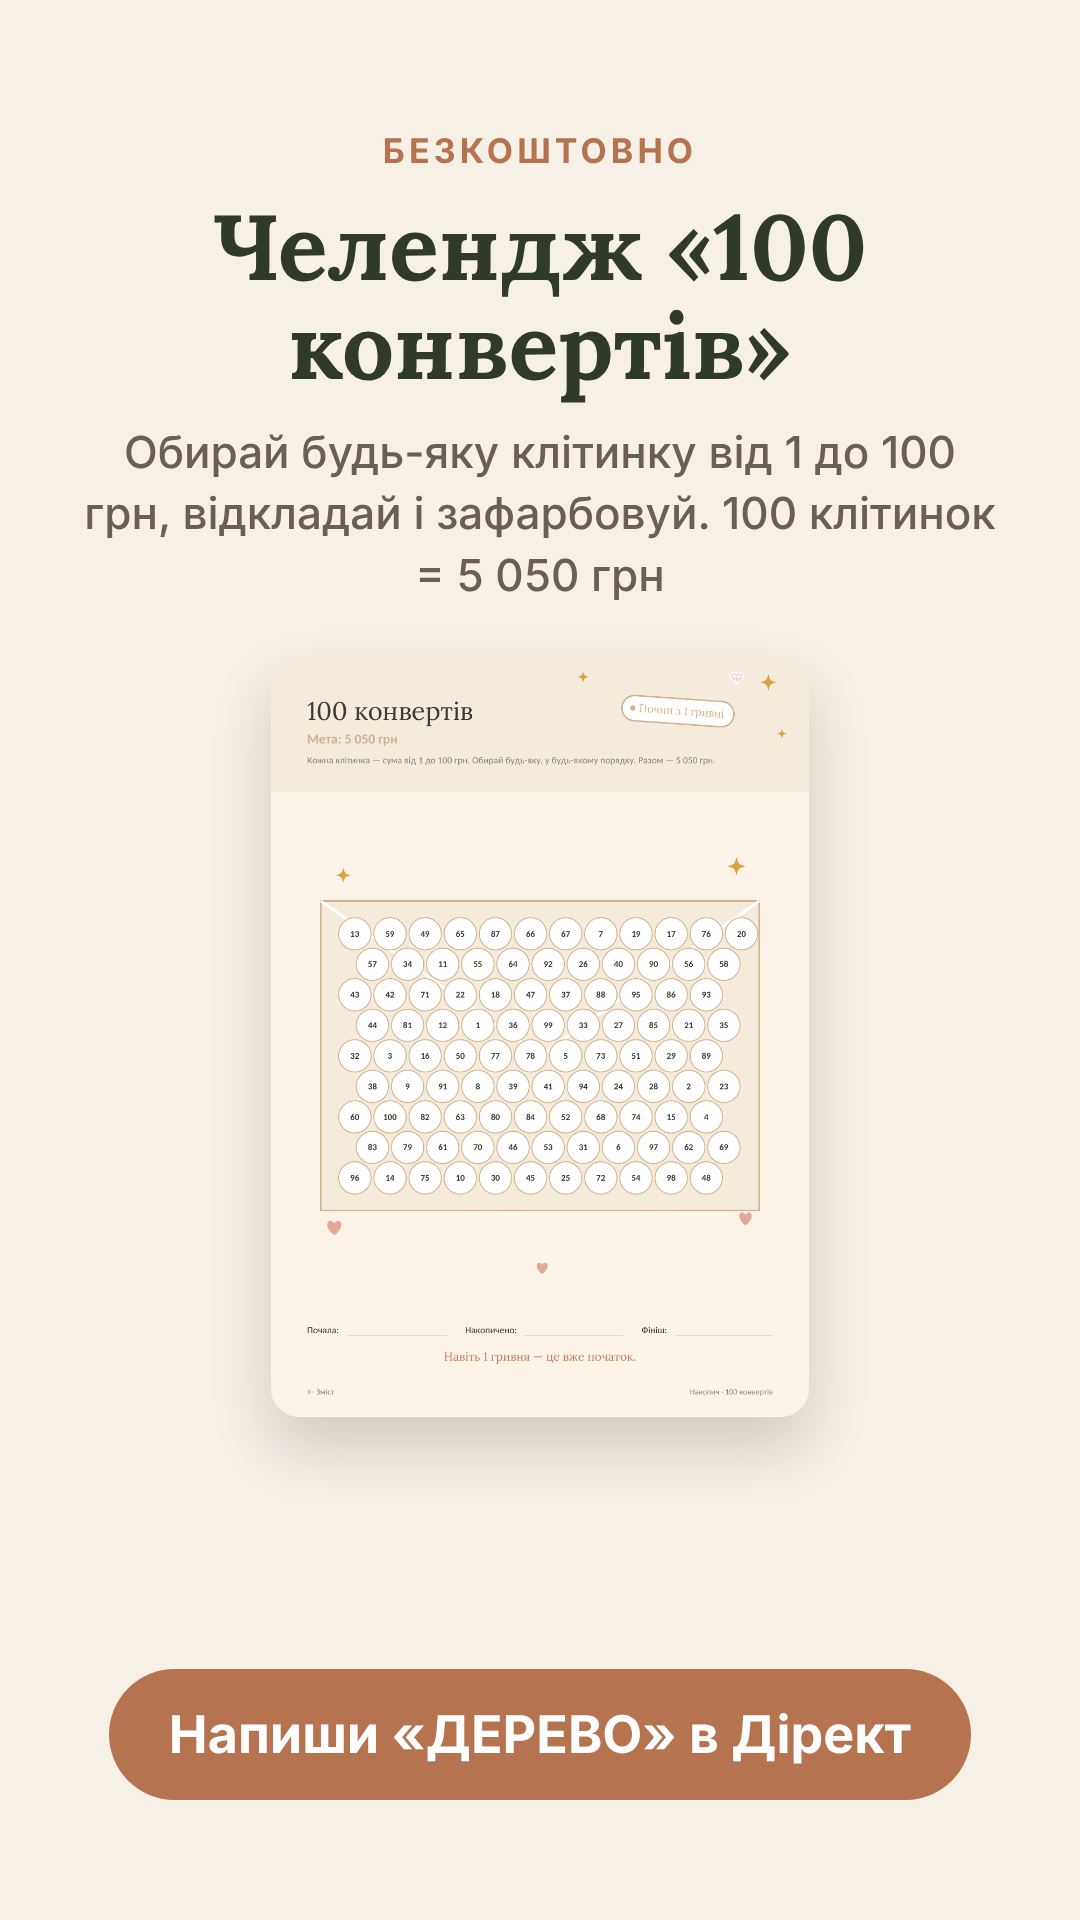 БЕЗКОШТОВНО
Челендж «100
конвертів»
Обирай будь-яку клітинку від 1 до 100
грн, відкладай і зафарбовуй. 100 клітинок
= 5 050 грн
100 конвертів
Почни з 1 гривні
Мета: 5 050 грн
Кожна клітинка — сума від 1 до 100 грн. Обирай будь-яку, у будь-якому порядку. Разом — 5 050 грн.
13 59 49 65 87 66 67 7 19 17 76 20
57 34 11 55 64 92 26 40 90 56 58
43 42 71 22 18 47 37 88 95 86 93
44 81 12 1 36 99 33 27 85 21 35
32 3 16 50 77 78 5 73 51 29 89
38 9 91 8 39 41 94 24 28 2 23
60 100 82 63 80 84 52 68 74 15 4
83 79 61 70 46 53 31 6 97 62 69
96 14 75 10 30 45 25 72 54 98 48
Почала: Накопичено: Фініш:
Навіть 1 гривня — це вже початок.
← Зміст Накопич · 100 конвертів
Напиши «ДЕРЕВО» в Дірект